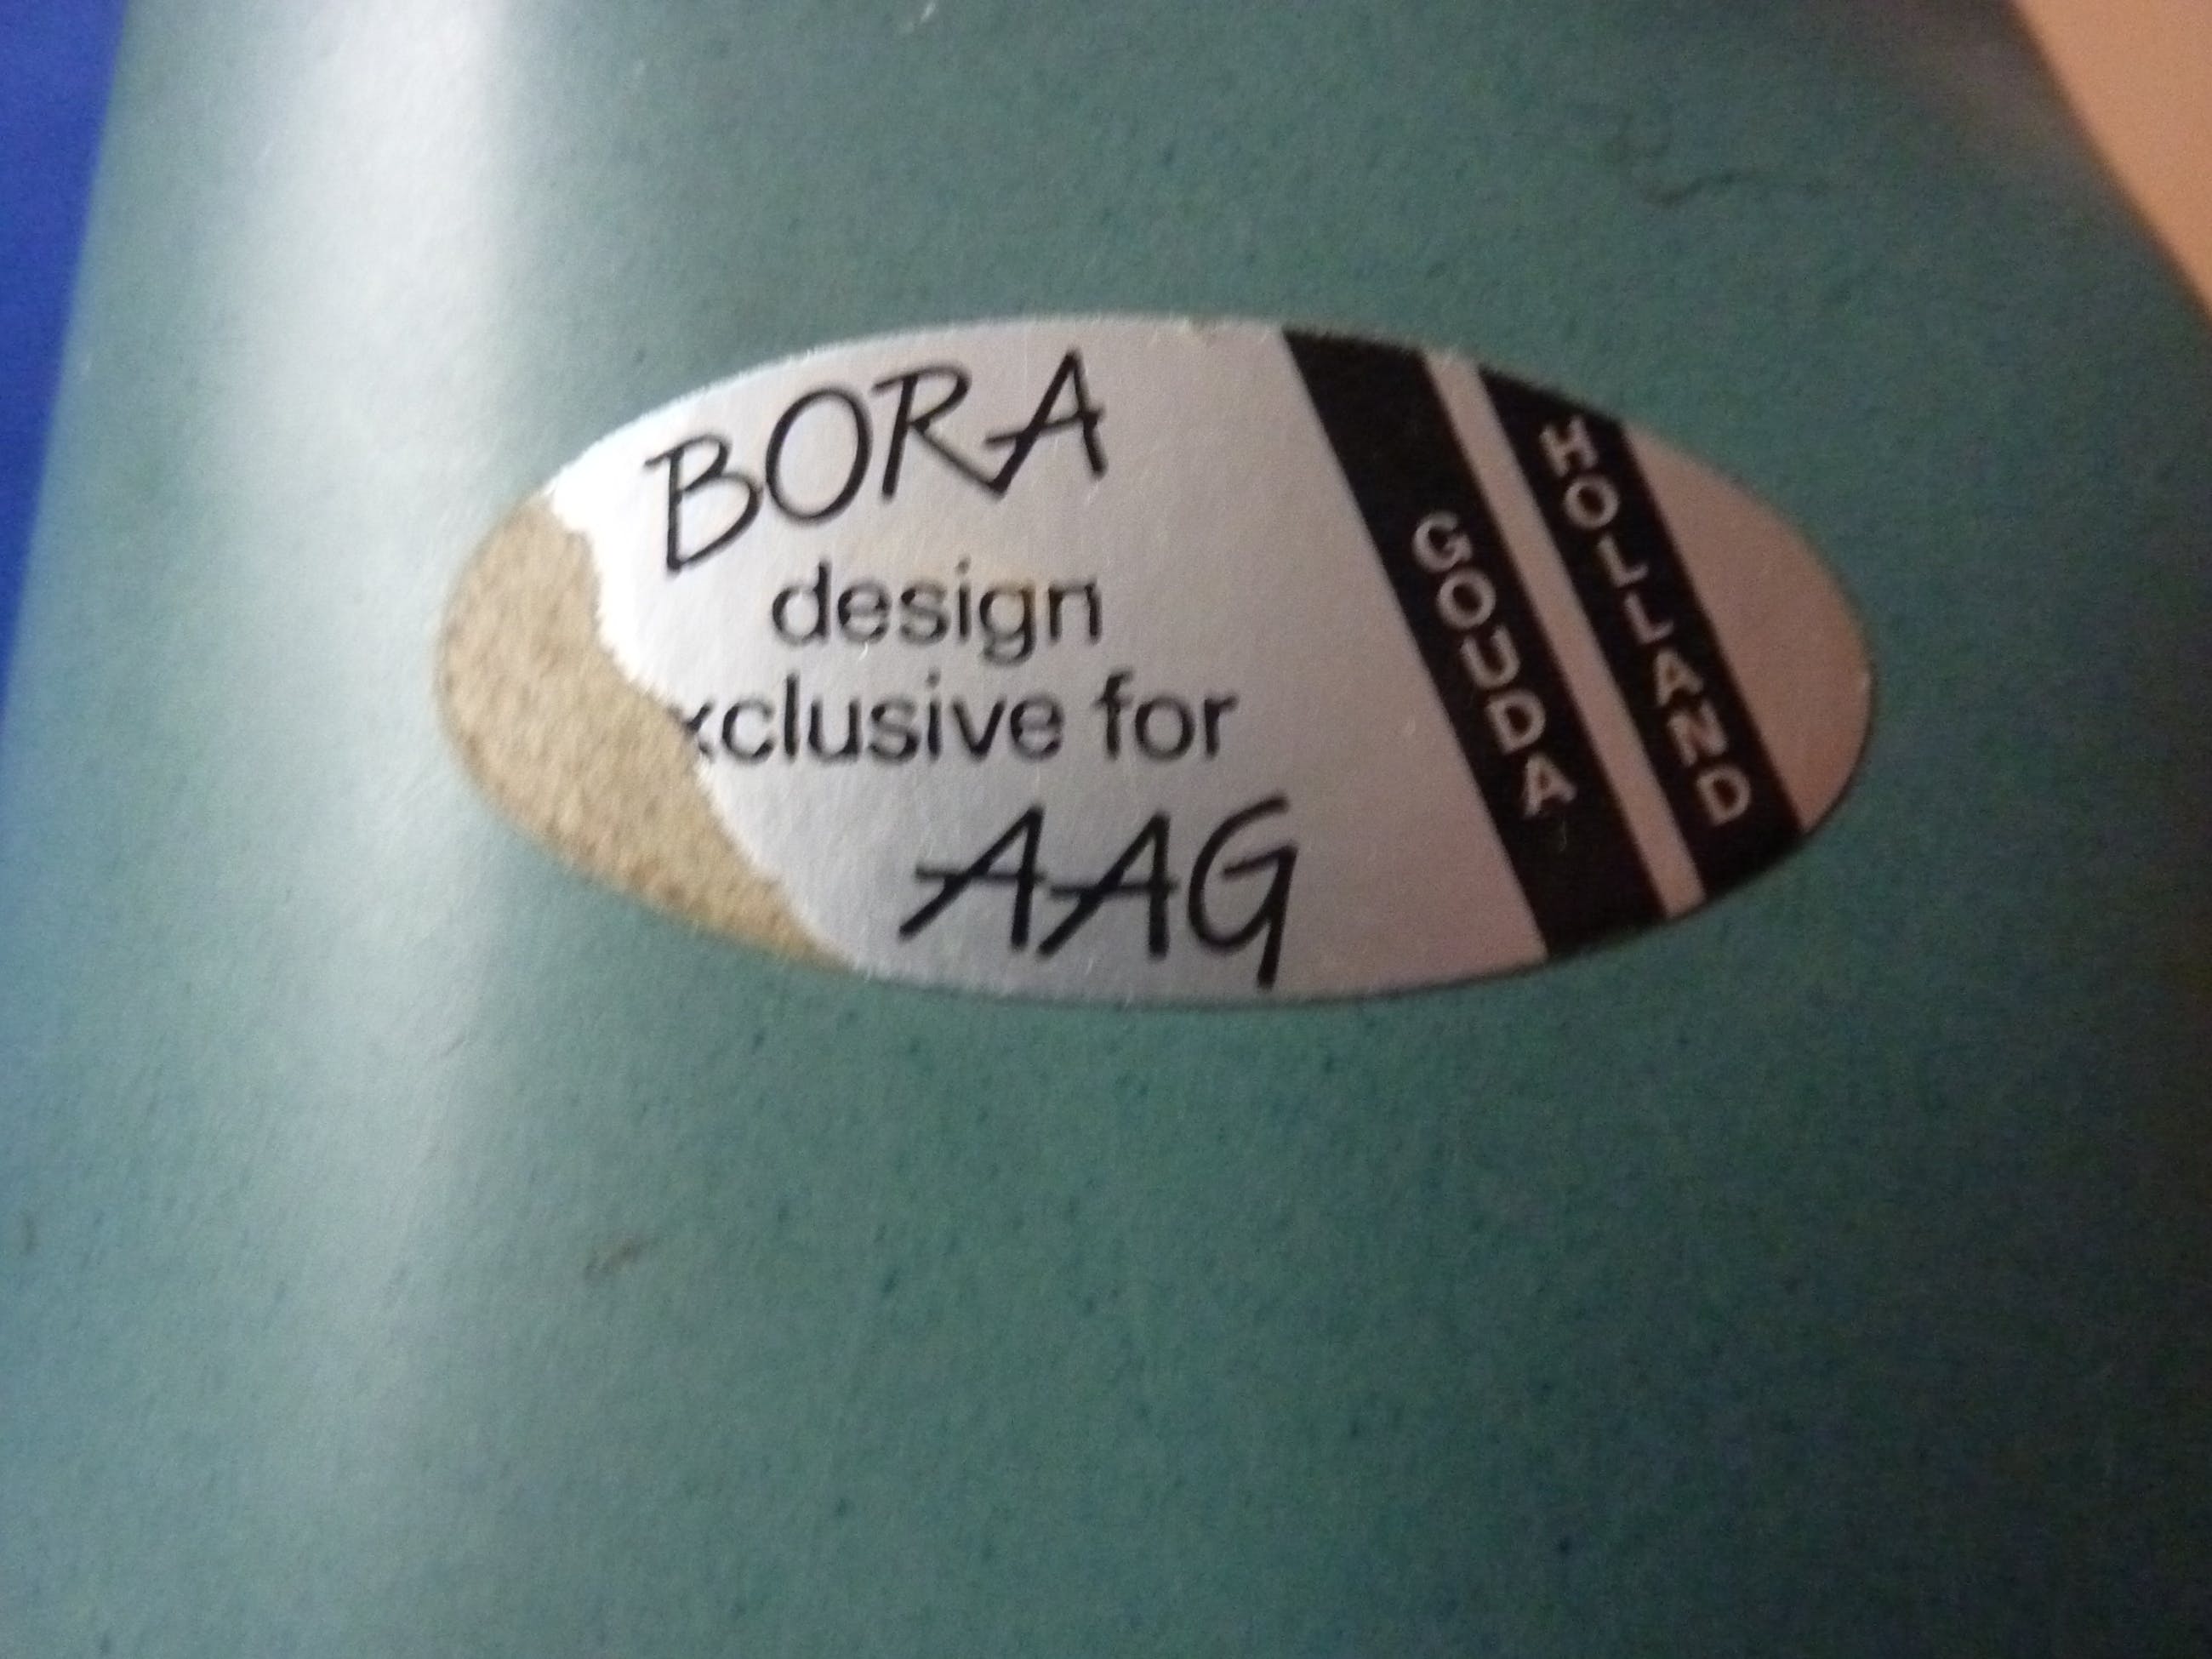 BORA
design
xclusive for
AAG
GOUDA
HOLLAND